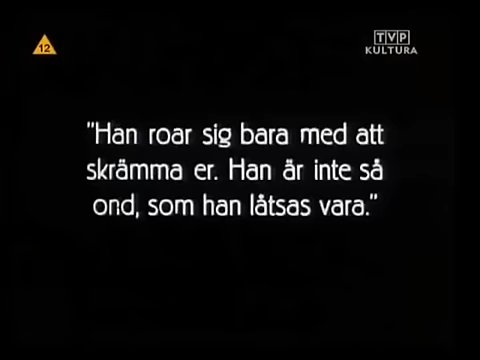 12
TVP
KULTURA
"Han roar sig bara med att
skrämma er. Han är inte så
ond, som han låtsas vara."